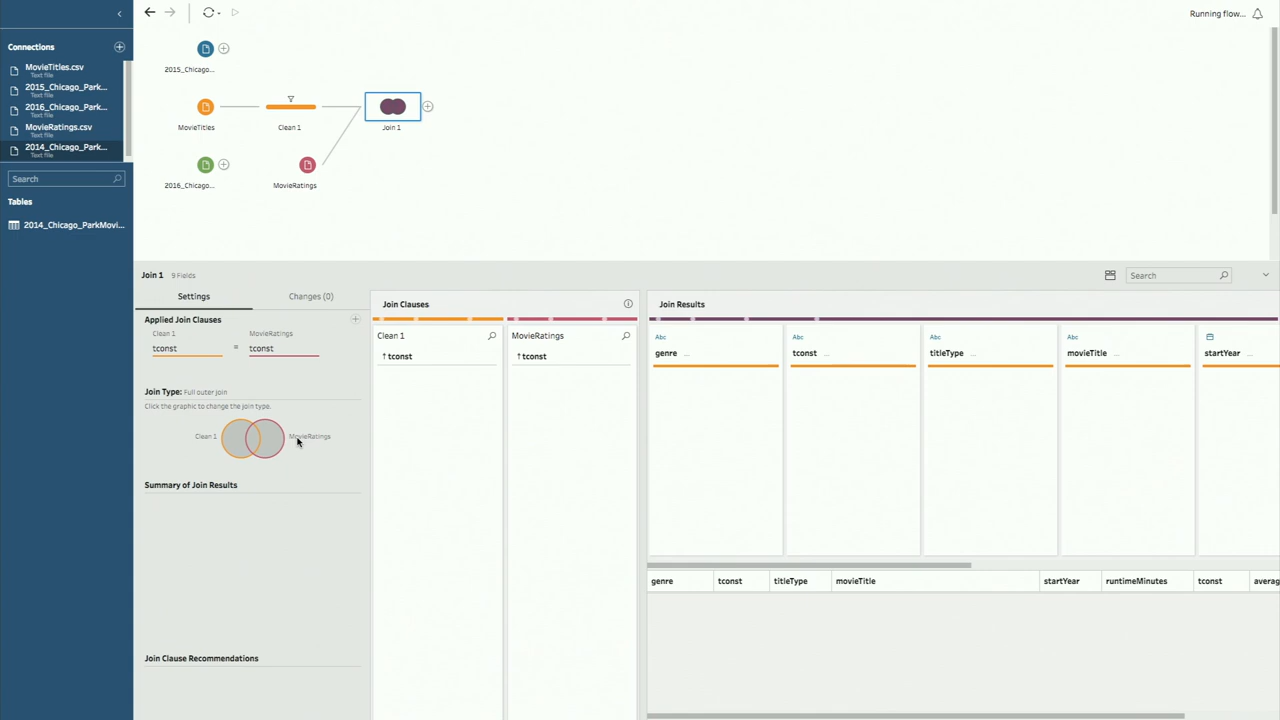 Running flow...
Connections
MovieTitles.csv
Text file
2015_Chicago_Park...
Text file
2016_Chicago_Park...
Text file
MovieRatings.csv
Text file
2014_Chicago_Park...
Text file
Search
Tables
2014_Chicago_ParkMovi...
2015_Chicago...
MovieTitles
Clean 1
Join 1
2016_Chicago...
MovieRatings
Join 1 9 Fields
Search
Settings
Changes (0)
Applied Join Clauses
Clean 1
MovieRatings
tconst = tconst
Join Type: Full outer join
Click the graphic to change the join type.
Clean 1
MovieRatings
Summary of Join Results
Join Clause Recommendations
Join Clauses
Clean 1
MovieRatings
↑tconst
↑tconst
Join Results
Abc
genre ...
Abc
tconst ...
Abc
titleType ...
Abc
movieTitle ...
startYear ...
genre tconst titleType movieTitle startYear runtimeMinutes tconst averag